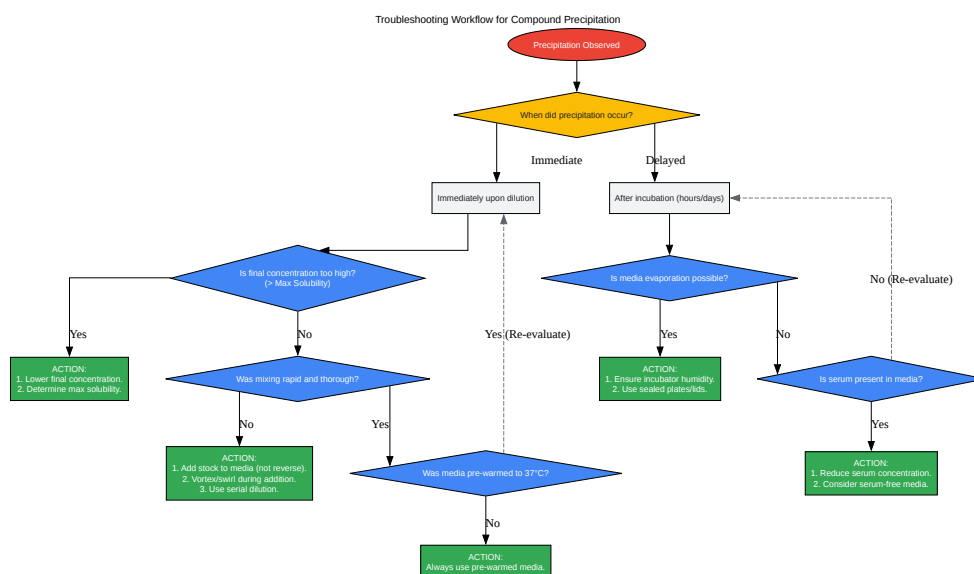 Troubleshooting Workflow for Compound Precipitation
Precipitation Observed
When did precipitation occur?
Immediate
Delayed
Immediately upon dilution
After incubation (hours/days)
Is final concentration too high?
(> Max Solubility)
Is media evaporation possible?
No (Re-evaluate)
Yes
No
Yes (Re-evaluate)
Yes
No
ACTION:
1. Lower final concentration.
2. Determine max solubility.
Was mixing rapid and thorough?
ACTION:
1. Ensure incubator humidity.
2. Use sealed plates/lids.
Is serum present in media?
No
Yes
Yes
ACTION:
1. Add stock to media (not reverse).
2. Vortex/swirl during addition.
3. Use serial dilution.
Was media pre-warmed to 37°C?
ACTION:
1. Reduce serum concentration.
2. Consider serum-free media.
No
ACTION:
Always use pre-warmed media.